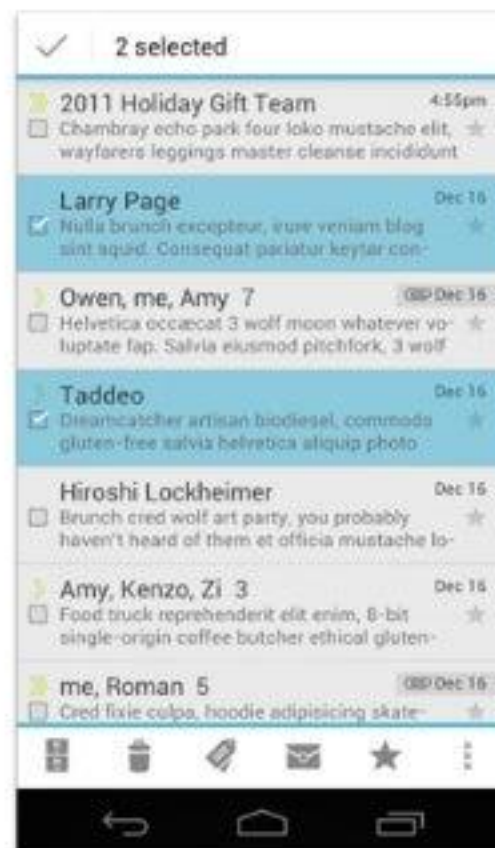 2 selected
2011 Holiday Gift Team 4:55pm
Chambray echo park four loko mustache elit,
wayfarers leggings master cleanse incididunt
Larry Page Dec 16
Nulla brunch excepteur, irure veniam blog
sint squid. Consequat pariatur keytar con-
Owen, me, Amy 7 Dec 16
Helvetica occæcat 3 wolf moon whatever vo-
luptate fap. Salvia eiusmod pitchfork, 3 wolf
Taddeo Dec 16
Dreamcatcher artisan biodiesel, commodo
gluten-free salvia helvetica aliquip photo
Hiroshi Lockheimer Dec 16
Brunch cred wolf art party, you probably
haven't heard of them et officia mustache lo-
Amy, Kenzo, Zi 3 Dec 16
Food truck reprehenderit elit enim, 8-bit
single-origin coffee butcher ethical gluten-
me, Roman 5 Dec 16
Cred fixie culpa, hoodie adipisicing skate-